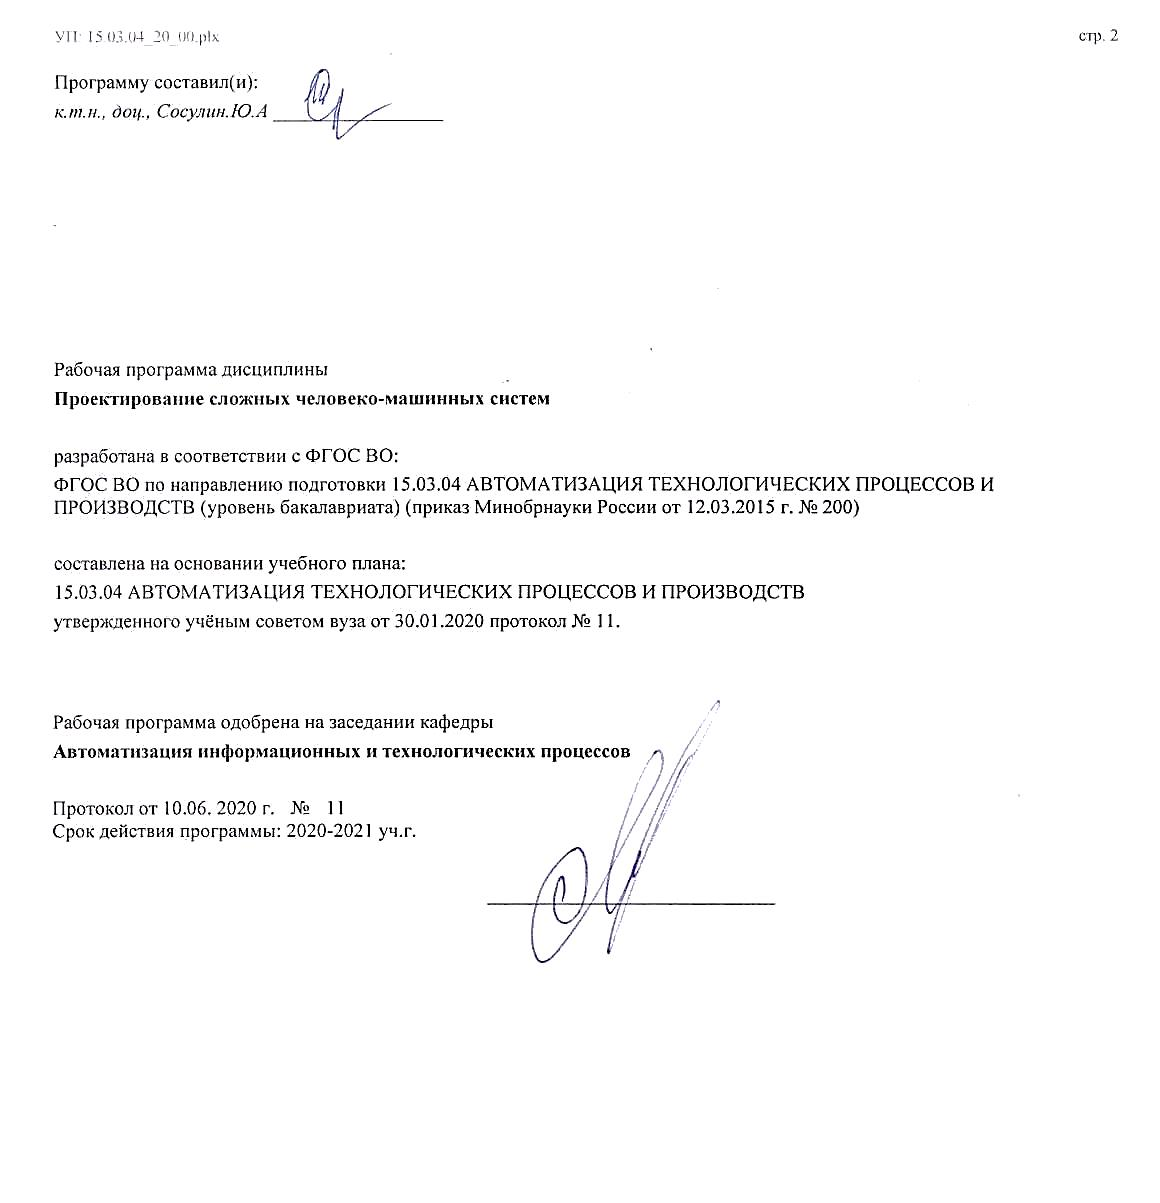 УП: 15.03.04_20_00.plx
стр. 2
Программу составил(и):
к.т.н., доц., Сосулин.Ю.А
Рабочая программа дисциплины
Проектирование сложных человеко-машинных систем
разработана в соответствии с ФГОС ВО:
ФГОС ВО по направлению подготовки 15.03.04 АВТОМАТИЗАЦИЯ ТЕХНОЛОГИЧЕСКИХ ПРОЦЕССОВ И
ПРОИЗВОДСТВ (уровень бакалавриата) (приказ Минобрнауки России от 12.03.2015 г. № 200)
составлена на основании учебного плана:
15.03.04 АВТОМАТИЗАЦИЯ ТЕХНОЛОГИЧЕСКИХ ПРОЦЕССОВ И ПРОИЗВОДСТВ
утвержденного учёным советом вуза от 30.01.2020 протокол № 11.
Рабочая программа одобрена на заседании кафедры
Автоматизация информационных и технологических процессов
Протокол от 10.06. 2020 г. № 11
Срок действия программы: 2020-2021 уч.г.